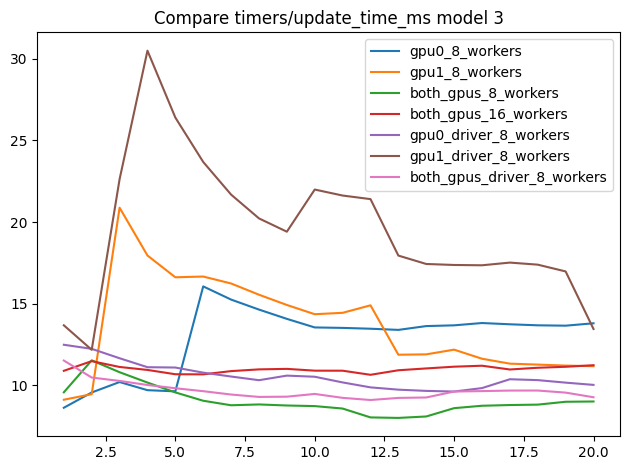 Compare timers/update_time_ms model 3
30
25
20
15
10
gpu0_8_workers
gpu1_8_workers
both_gpus_8_workers
both_gpus_16_workers
gpu0_driver_8_workers
gpu1_driver_8_workers
both_gpus_driver_8_workers
2.5 5.0 7.5 10.0 12.5 15.0 17.5 20.0